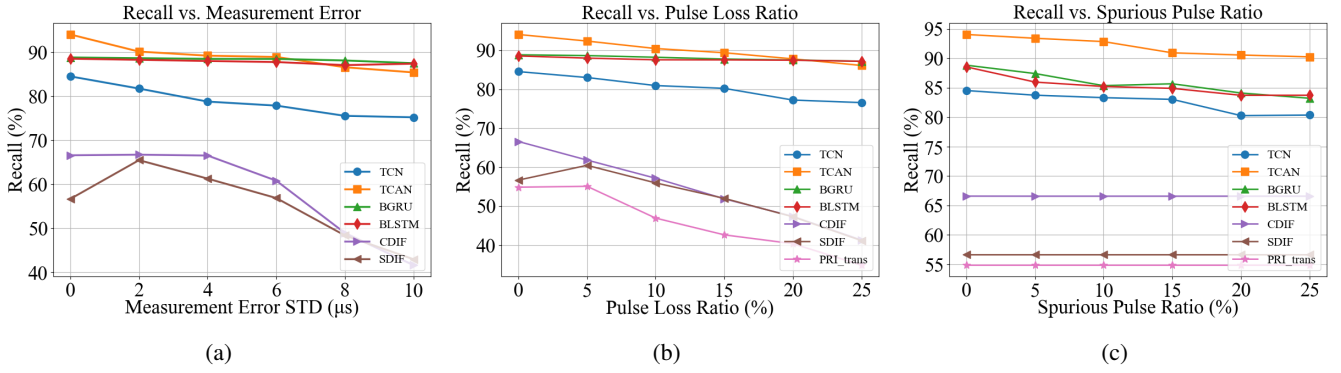 Recall vs. Measurement Error
Recall (%)
90
80
70
60
50
40
0 2 4 6 8 10
Measurement Error STD (μs)
TCN
TCAN
BGRU
BLSTM
CDIF
SDIF
(a)
Recall vs. Pulse Loss Ratio
Recall (%)
90
80
70
60
50
40
0 5 10 15 20 25
Pulse Loss Ratio (%)
TCN
TCAN
BGRU
BLSTM
CDIF
SDIF
PRI_trans
(b)
Recall vs. Spurious Pulse Ratio
Recall (%)
95
90
85
80
75
70
65
60
55
0 5 10 15 20 25
Spurious Pulse Ratio (%)
TCN
TCAN
BGRU
BLSTM
CDIF
SDIF
PRI_trans
(c)